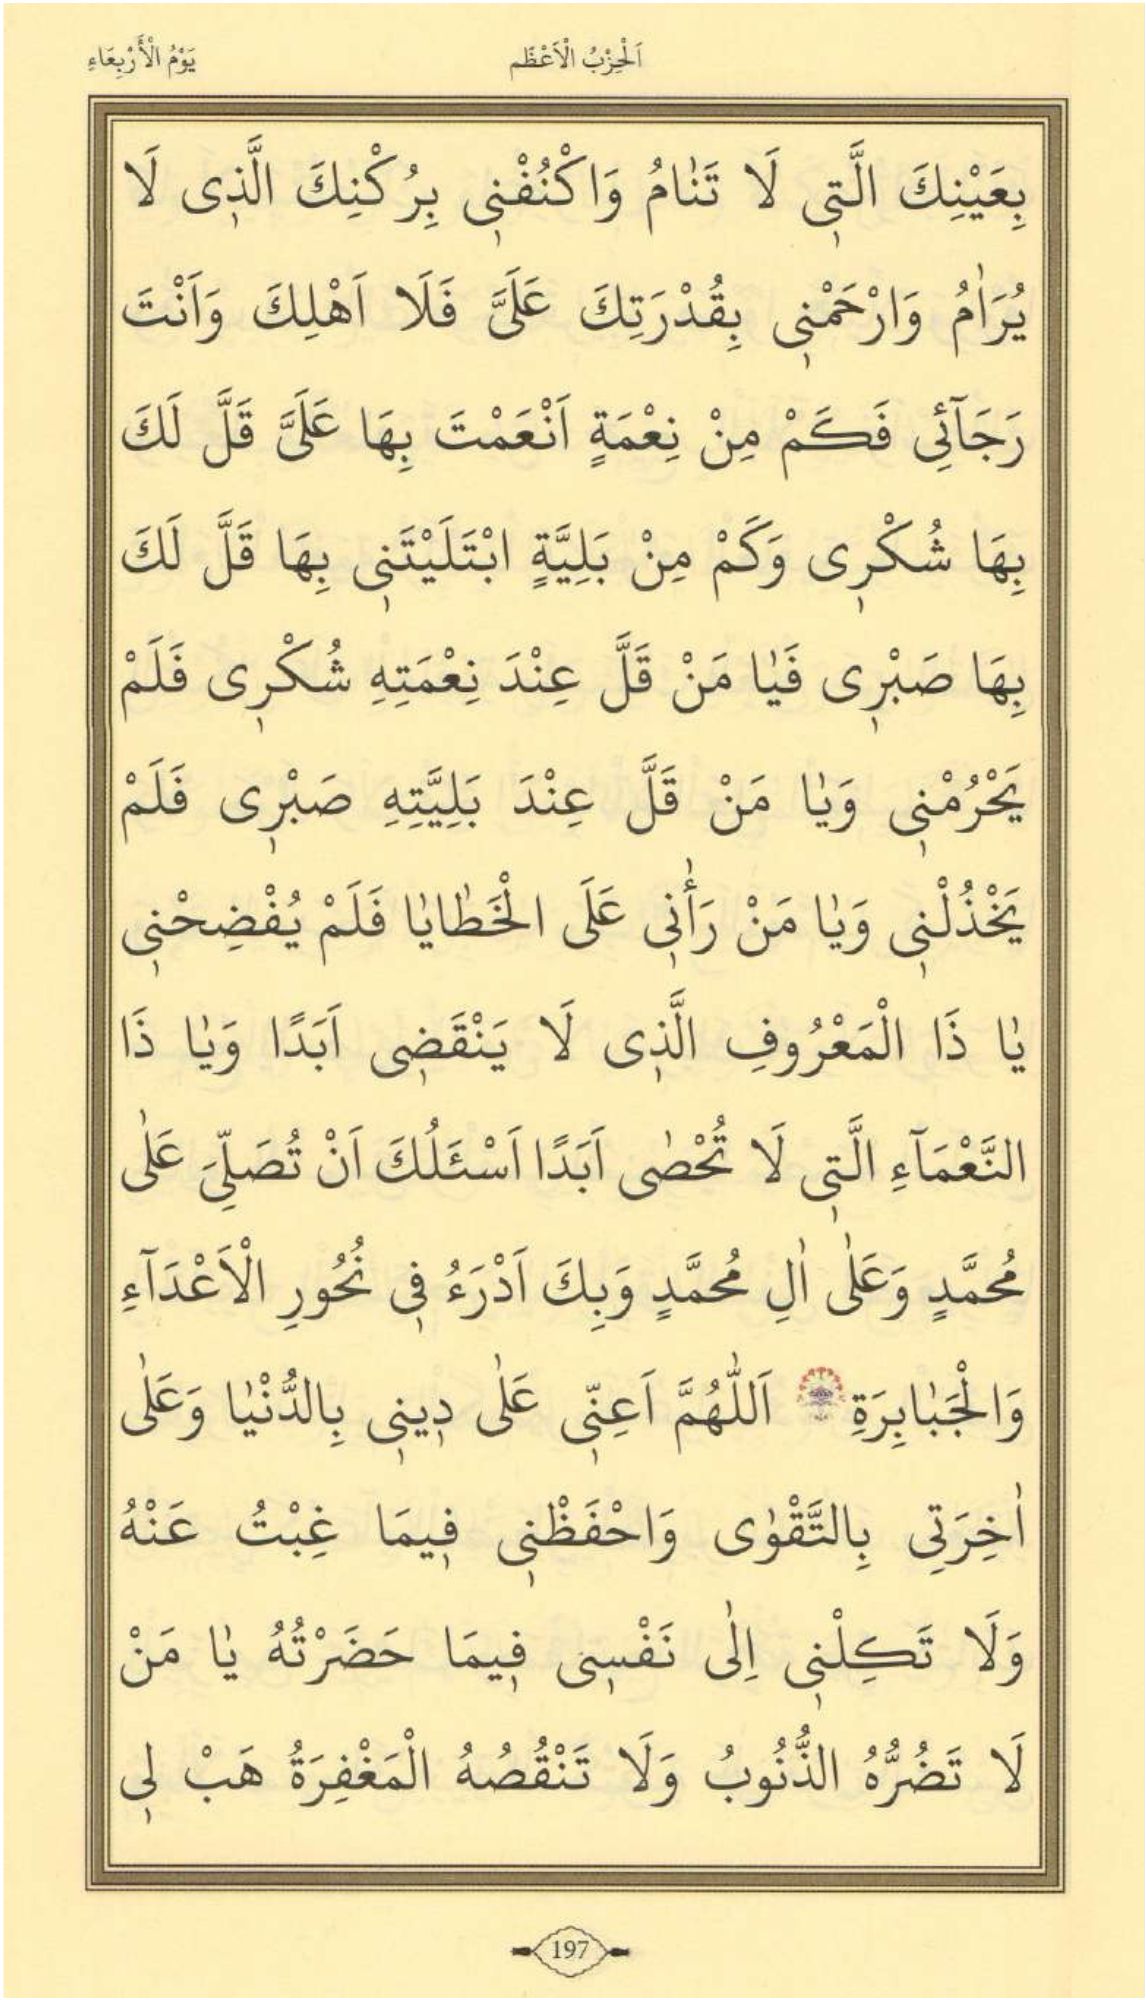 اَلْحِزْبُ الْاَعْظَم
يَوْمُ الْأَرْبِعَاءِ
بِعَيْنِكَ الَّتٖى لَا تَنَامُ وَاكْنُفْنٖى بِرُكْنِكَ الَّذٖى لَا
يُرَامُ وَارْحَمْنٖى بِقُدْرَتِكَ عَلَىَّ فَلَا اَهْلِكَ وَاَنْتَ
رَجَآئِى فَكَمْ مِنْ نِعْمَةٍ اَنْعَمْتَ بِهَا عَلَىَّ قَلَّ لَكَ
بِهَا شُكْرٖى وَكَمْ مِنْ بَلِيَّةٍ ابْتَلَيْتَنٖى بِهَا قَلَّ لَكَ
بِهَا صَبْرٖى فَيَا مَنْ قَلَّ عِنْدَ نِعْمَتِهِ شُكْرٖى فَلَمْ
يَحْرُمْنٖى وَيَا مَنْ قَلَّ عِنْدَ بَلِيَّتِهِ صَبْرٖى فَلَمْ
يَخْذُلْنٖى وَيَا مَنْ رَأٰنٖى عَلَى الْخَطَايَا فَلَمْ يُفْضِحْنٖى
يَا ذَا الْمَعْرُوفِ الَّذٖى لَا يَنْقَضٖى اَبَدًا وَيَا ذَا
النَّعْمَآءِ الَّتٖى لَا تُحْصٰى اَبَدًا اَسْئَلُكَ اَنْ تُصَلِّىَ عَلٰى
مُحَمَّدٍ وَعَلٰى اٰلِ مُحَمَّدٍ وَبِكَ اَدْرَءُ فٖى نُحُورِ الْاَعْدَآءِ
وَالْجَبَابِرَةِ اَللّٰهُمَّ اَعِنّٖى عَلٰى دٖينٖى بِالدُّنْيَا وَعَلٰى
اٰخِرَتِى بِالتَّقْوٰى وَاحْفَظْنٖى فٖيمَا غِبْتُ عَنْهُ
وَلَا تَكِلْنٖى اِلٰى نَفْسٖى فٖيمَا حَضَرْتُهُ يَا مَنْ
لَا تَضُرُّهُ الذُّنُوبُ وَلَا تَنْقُصُهُ الْمَغْفِرَةُ هَبْ لٖى
197